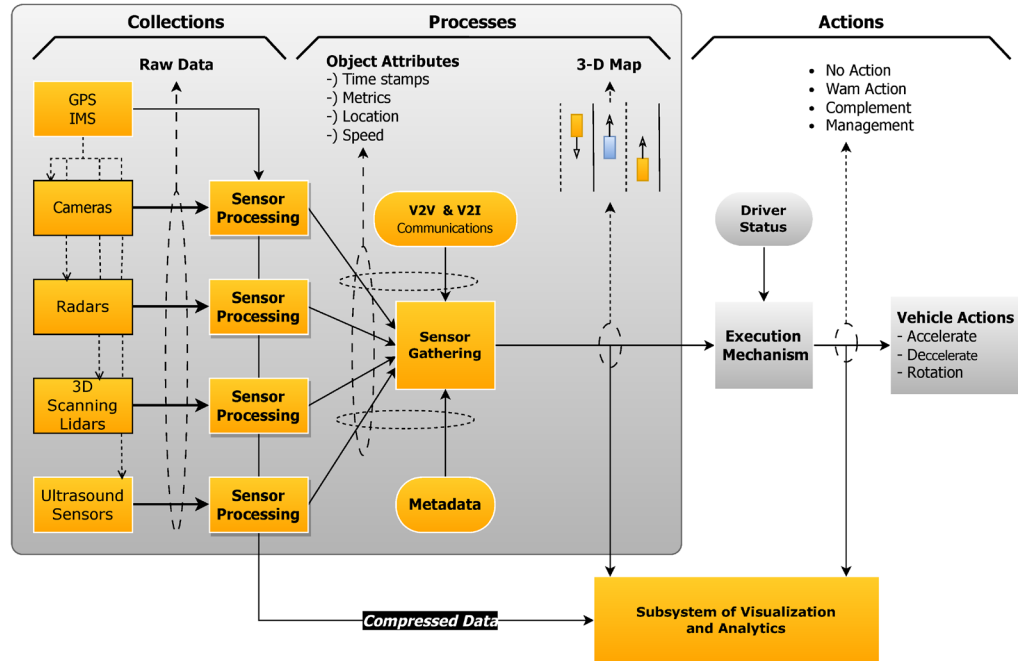 Collections
Processes
Actions
Raw Data
Object Attributes
-) Time stamps
-) Metrics
-) Location
-) Speed
3-D Map
• No Action
• Warn Action
• Complement
• Management
GPS
IMS
Cameras
Sensor
Processing
V2V & V2I
Communications
Driver
Status
Radars
Sensor
Processing
Sensor
Gathering
Execution
Mechanism
Vehicle Actions
- Accelerate
- Deccelerate
- Rotation
3D
Scanning
Lidars
Sensor
Processing
Ultrasound
Sensors
Sensor
Processing
Metadata
Compressed Data
Subsystem of Visualization
and Analytics